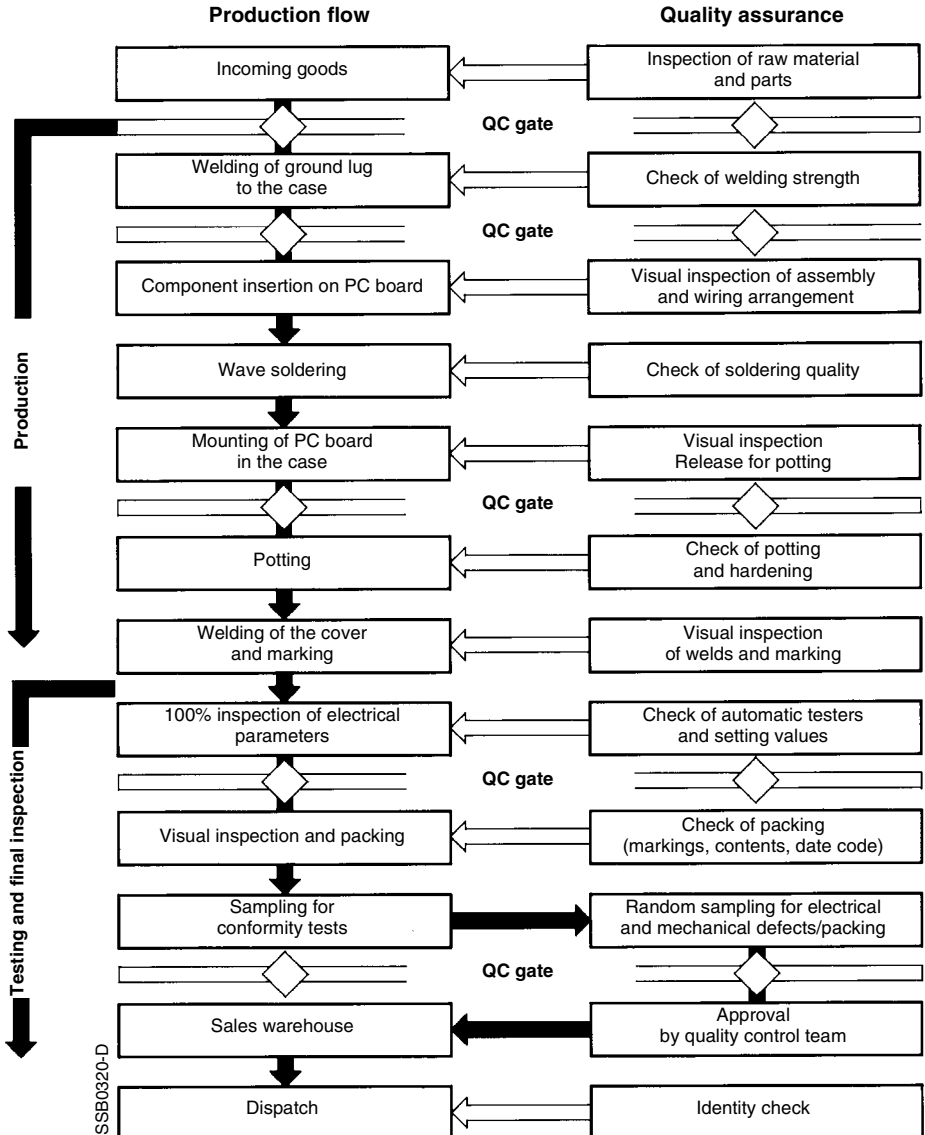 Production flow
Quality assurance
Incoming goods
Inspection of raw material
and parts
QC gate
Welding of ground lug
to the case
Check of welding strength
QC gate
Component insertion on PC board
Visual inspection of assembly
and wiring arrangement
Wave soldering
Check of soldering quality
Mounting of PC board
in the case
Visual inspection
Release for potting
QC gate
Potting
Check of potting
and hardening
Welding of the cover
and marking
Visual inspection
of welds and marking
100% inspection of electrical
parameters
Check of automatic testers
and setting values
QC gate
Visual inspection and packing
Check of packing
(markings, contents, date code)
Sampling for
conformity tests
Random sampling for electrical
and mechanical defects/packing
QC gate
Sales warehouse
Approval
by quality control team
Dispatch
Identity check
Production
Testing and final inspection
SSB0320-D